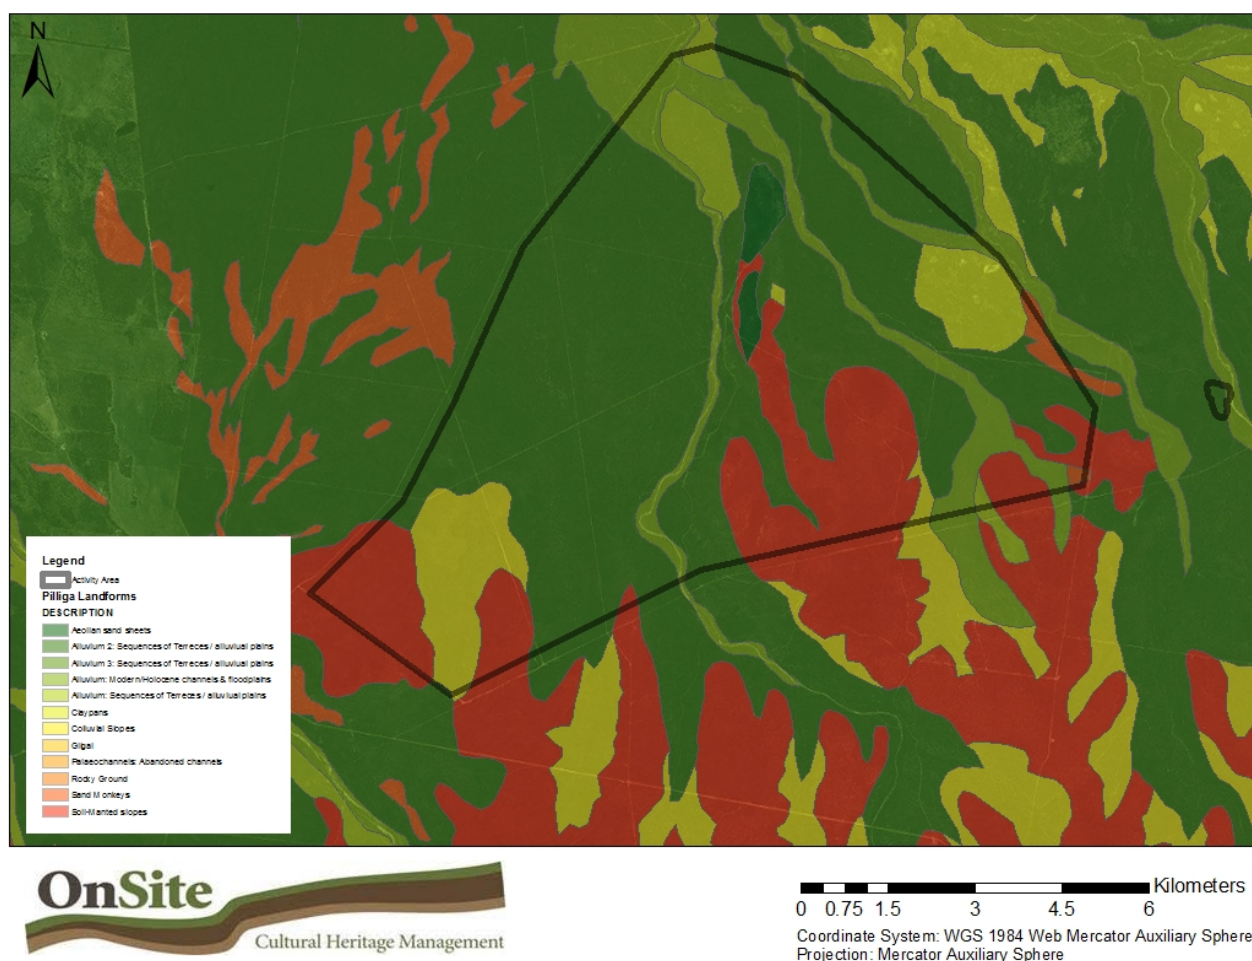 N
Legend
Activity Area
Pilliga Landforms
DESCRIPTION
Aeolian sand sheets
Alluvium 2: Sequences of Terreces / alluvial plains
Alluvium 3: Sequences of Terreces / alluvial plains
Alluvium: Modern/Holocene channels & floodplains
Alluvium: Sequences of Terreces / alluvial plains
Claypans
Colluvial Slopes
Gilgai
Palaeochannels: Abandoned channels
Rocky Ground
Sand Monkeys
Soil-Manted slopes
OnSite
Cultural Heritage Management
Kilometers
0 0.75 1.5 3 4.5 6
Coordinate System: WGS 1984 Web Mercator Auxiliary Sphere
Projection: Mercator Auxiliary Sphere